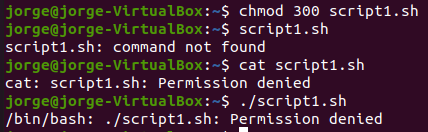 jorge@jorge-VirtualBox:~$ chmod 300 script1.sh
jorge@jorge-VirtualBox:~$ script1.sh
script1.sh: command not found
jorge@jorge-VirtualBox:~$ cat script1.sh
cat: script1.sh: Permission denied
jorge@jorge-VirtualBox:~$ ./script1.sh
/bin/bash: ./script1.sh: Permission denied